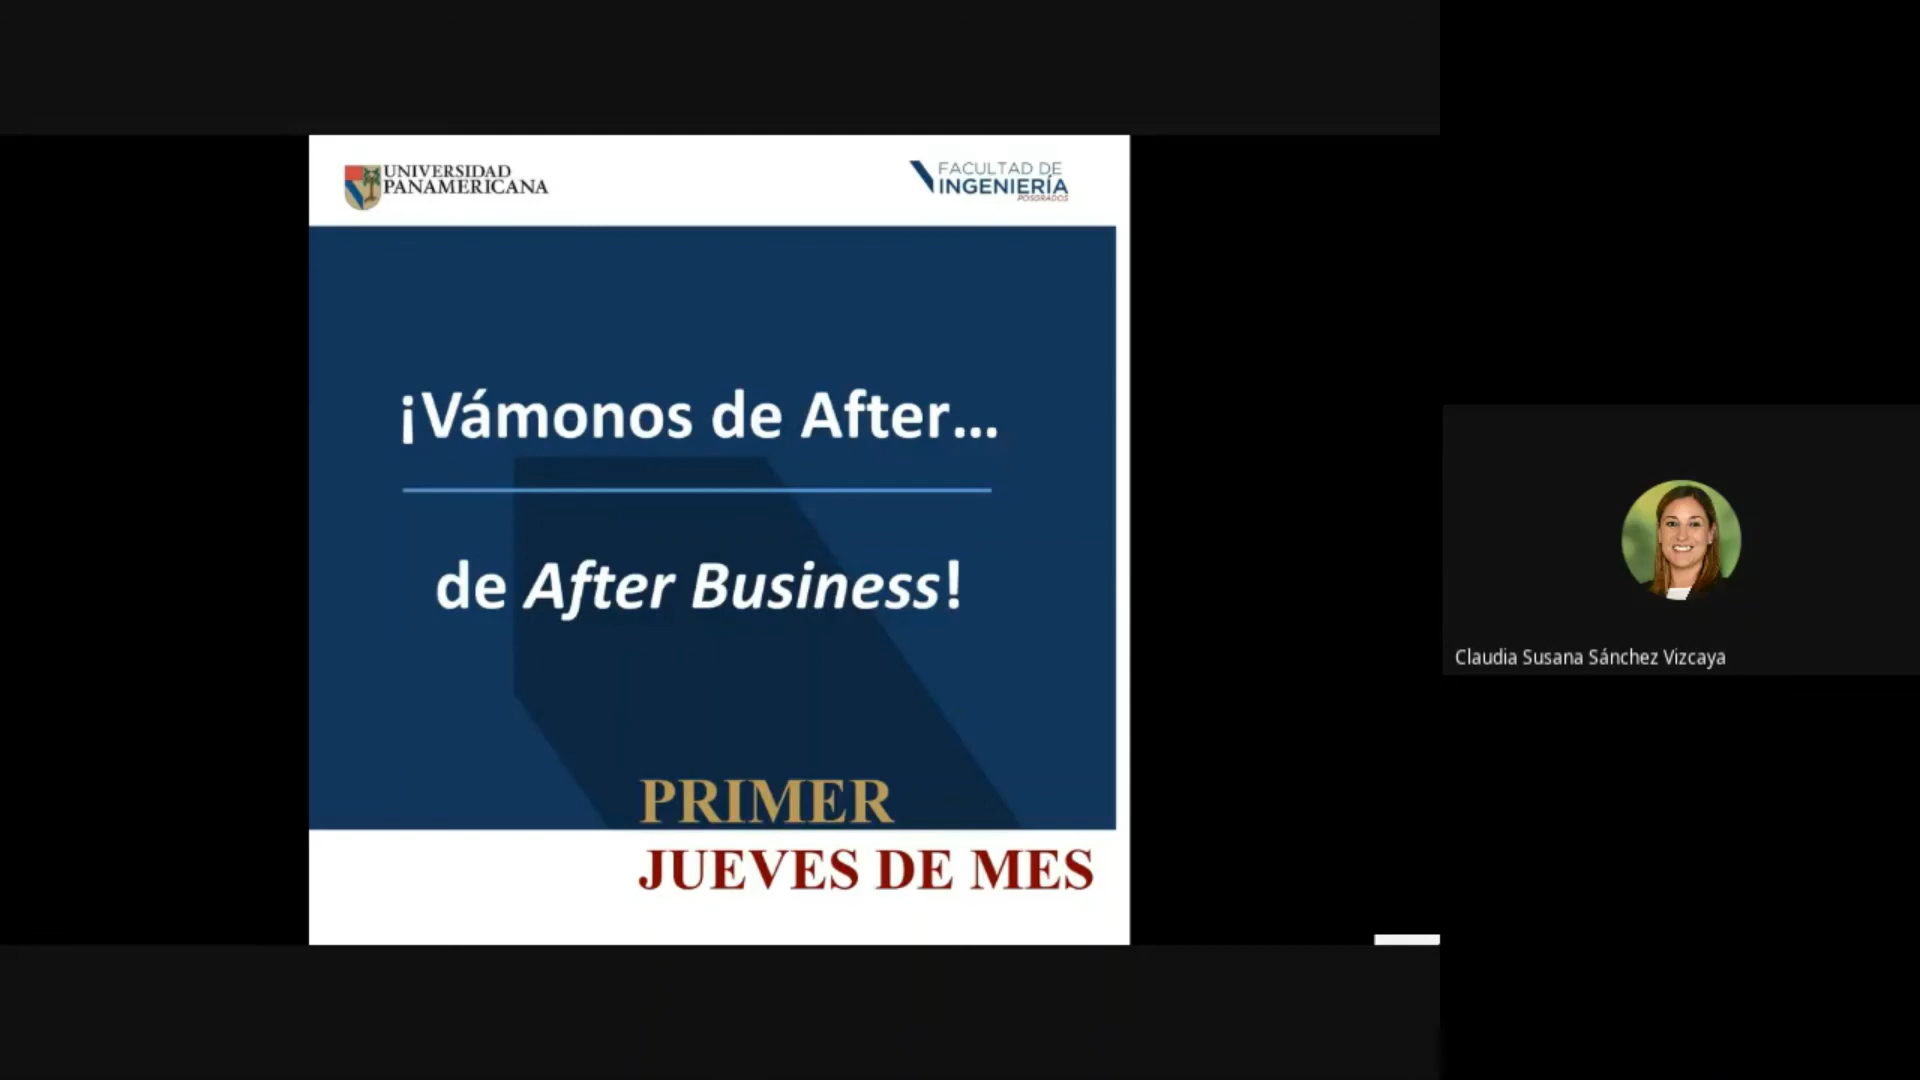 UNIVERSIDAD
PANAMERICANA
FACULTAD DE
INGENIERÍA
POSGRADOS
¡Vámonos de After...
de After Business!
PRIMER
JUEVES DE MES
Claudia Susana Sánchez Vizcaya